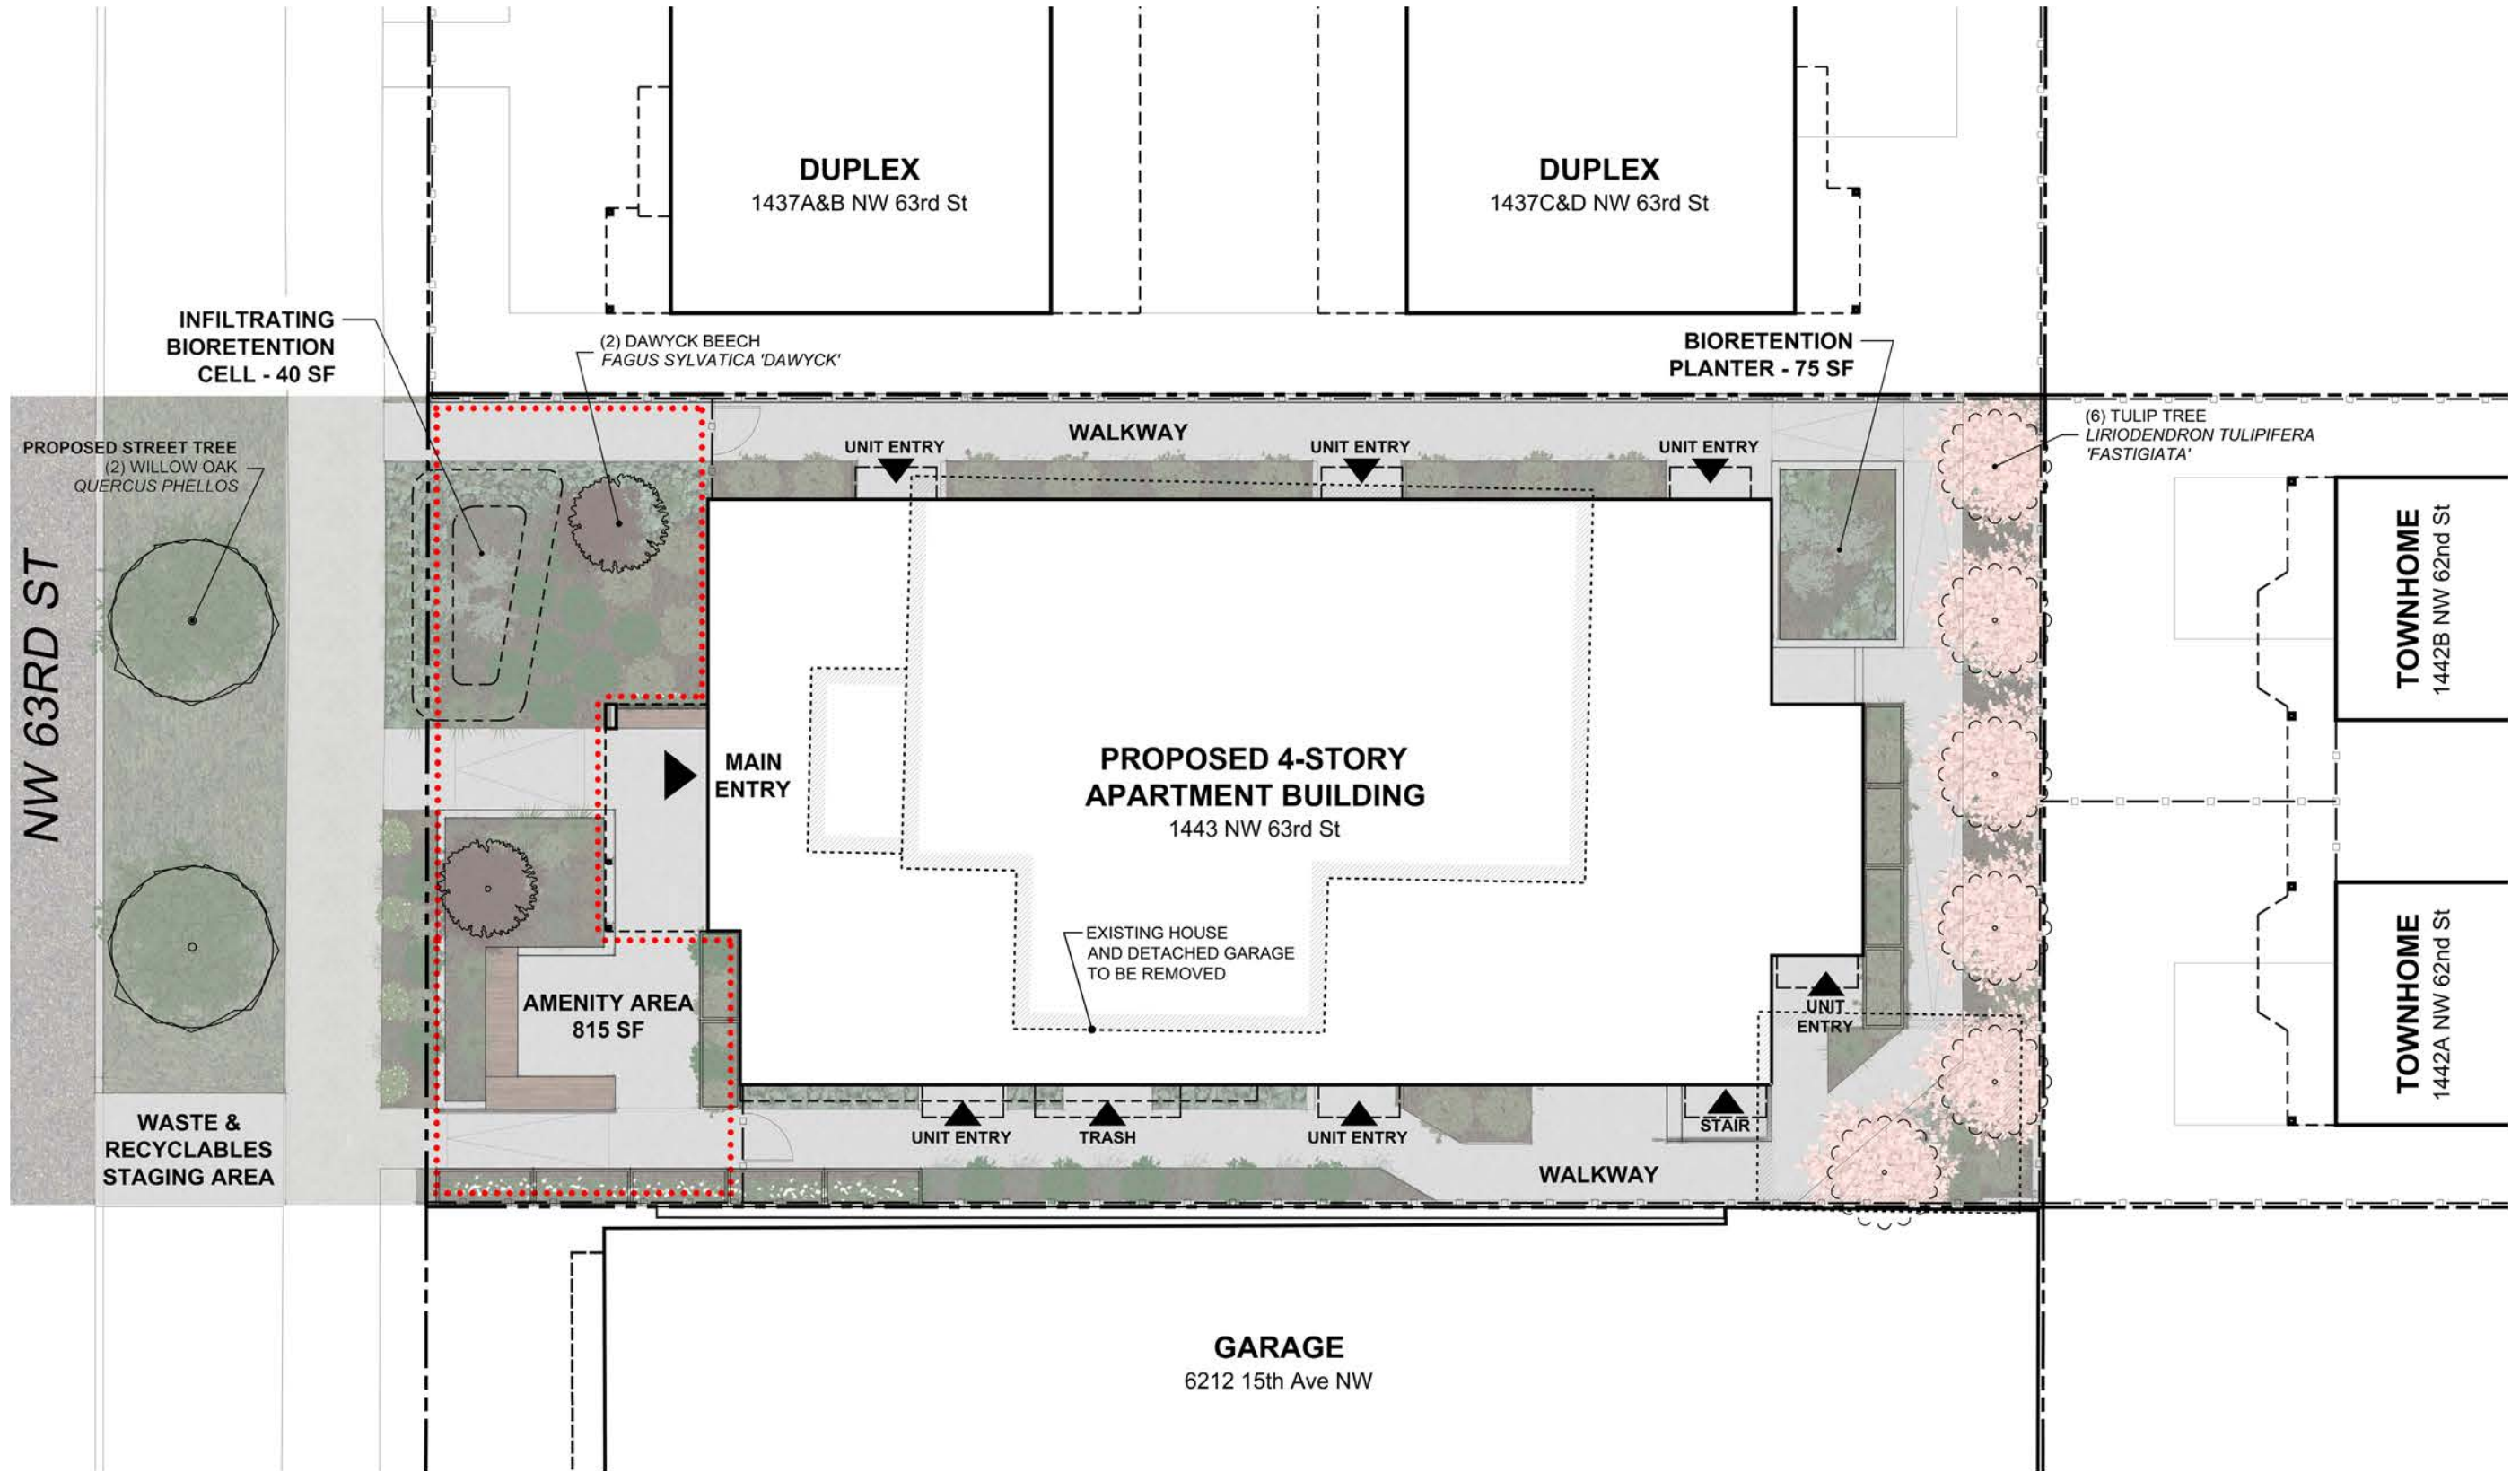 DUPLEX
1437A&B NW 63rd St
DUPLEX
1437C&D NW 63rd St
INFILTRATING
BIORETENTION
CELL - 40 SF
(2) DAWYCK BEECH
FAGUS SYLVATICA 'DAWYCK'
BIORETENTION
PLANTER - 75 SF
PROPOSED STREET TREE
(2) WILLOW OAK
QUERCUS PHELLOS
UNIT ENTRY
WALKWAY
UNIT ENTRY
UNIT ENTRY
(6) TULIP TREE
LIRIODENDRON TULIPIFERA
'FASTIGIATA'
NW 63RD ST
TOWNHOME
1442B NW 62nd St
MAIN
ENTRY
PROPOSED 4-STORY
APARTMENT BUILDING
1443 NW 63rd St
EXISTING HOUSE
AND DETACHED GARAGE
TO BE REMOVED
AMENITY AREA
815 SF
UNIT
ENTRY
TOWNHOME
1442A NW 62nd St
WASTE &
RECYCLABLES
STAGING AREA
UNIT ENTRY
TRASH
UNIT ENTRY
STAIR
WALKWAY
GARAGE
6212 15th Ave NW